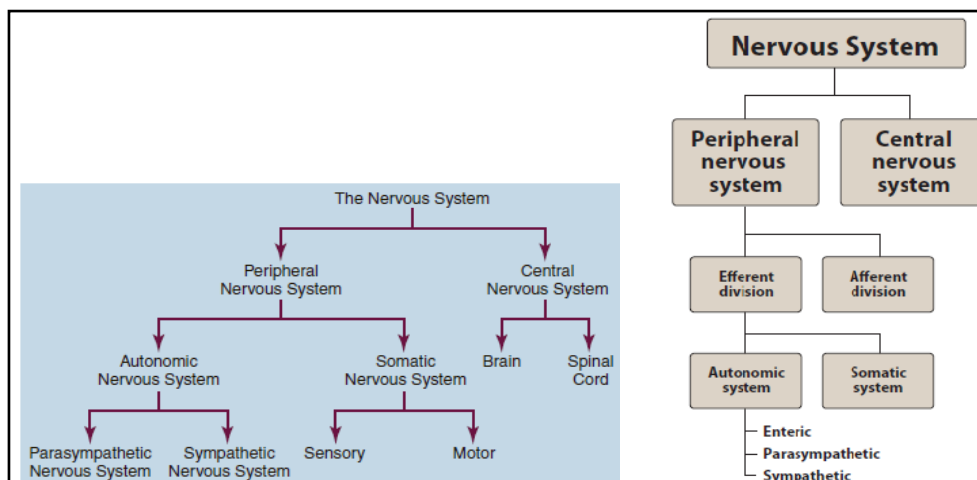 The Nervous System
Peripheral
Nervous System
Central
Nervous System
Autonomic
Nervous System
Somatic
Nervous System
Brain
Spinal
Cord
Parasympathetic
Nervous System
Sympathetic
Nervous System
Sensory
Motor
Nervous System
Peripheral
nervous
system
Central
nervous
system
Efferent
division
Afferent
division
Autonomic
system
Somatic
system
Enteric
Parasympathetic
Sympathetic